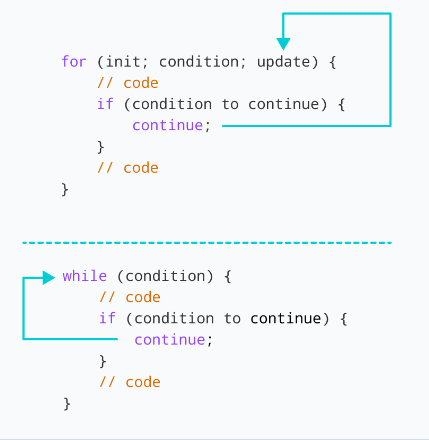 for (init; condition; update) {
    // code
    if (condition to continue) {
        continue;
    }
    // code
}
while (condition) {
    // code
    if (condition to continue) {
        continue;
    }
    // code
}